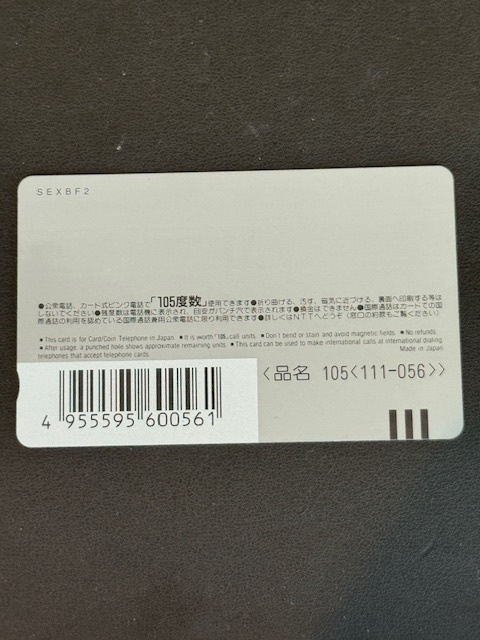 SEXBF2
●公衆電話、カード式ピンク電話で「105度数」使用できます●折り曲げる、汚す、磁気に近づける、裏面へ印刷する等は
しないでください●残度数は電話機に表示され、目安がパンチ穴で表示されます●換金はできません●国際通話はカードでの国
際通話の利用を認めている国際通話兼用公衆電話に限り利用できます●詳しくはNTTへどうぞ(窓口の約款もご覧ください)
● This card is for Card/Coin Telephone in Japan ● It is worth "105" call units. ● Don't bend or stain and avoid magnetic fields. ● No refunds.
● After usage, a punched hole shows approximate remaining units. ● This card can be used to make international calls at international dialing
telephones that accept telephone cards.
Made in Japan
〈品名 105〈111-056〉〉
4 955595 600561